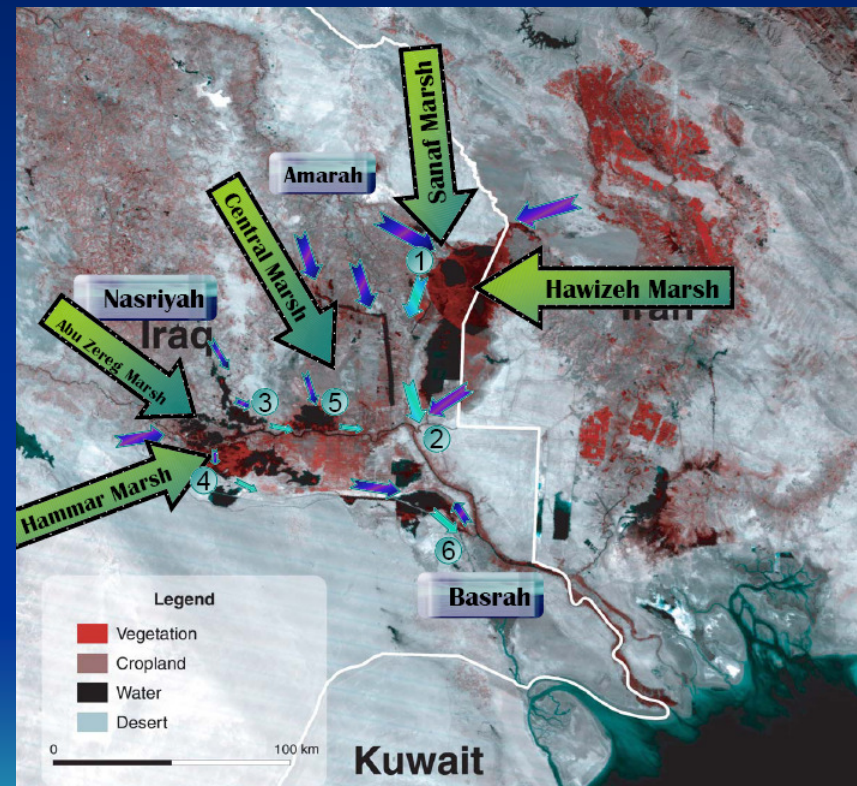 Sanaf Marsh
Amarah
Central Marsh
1
Nasriyah
Hawizeh Marsh
Iran
Iraq
Abu Zereg Marsh
3
5
2
4
Hammar Marsh
6
Basrah
Legend
Vegetation
Cropland
Water
Desert
0
100 km
Kuwait